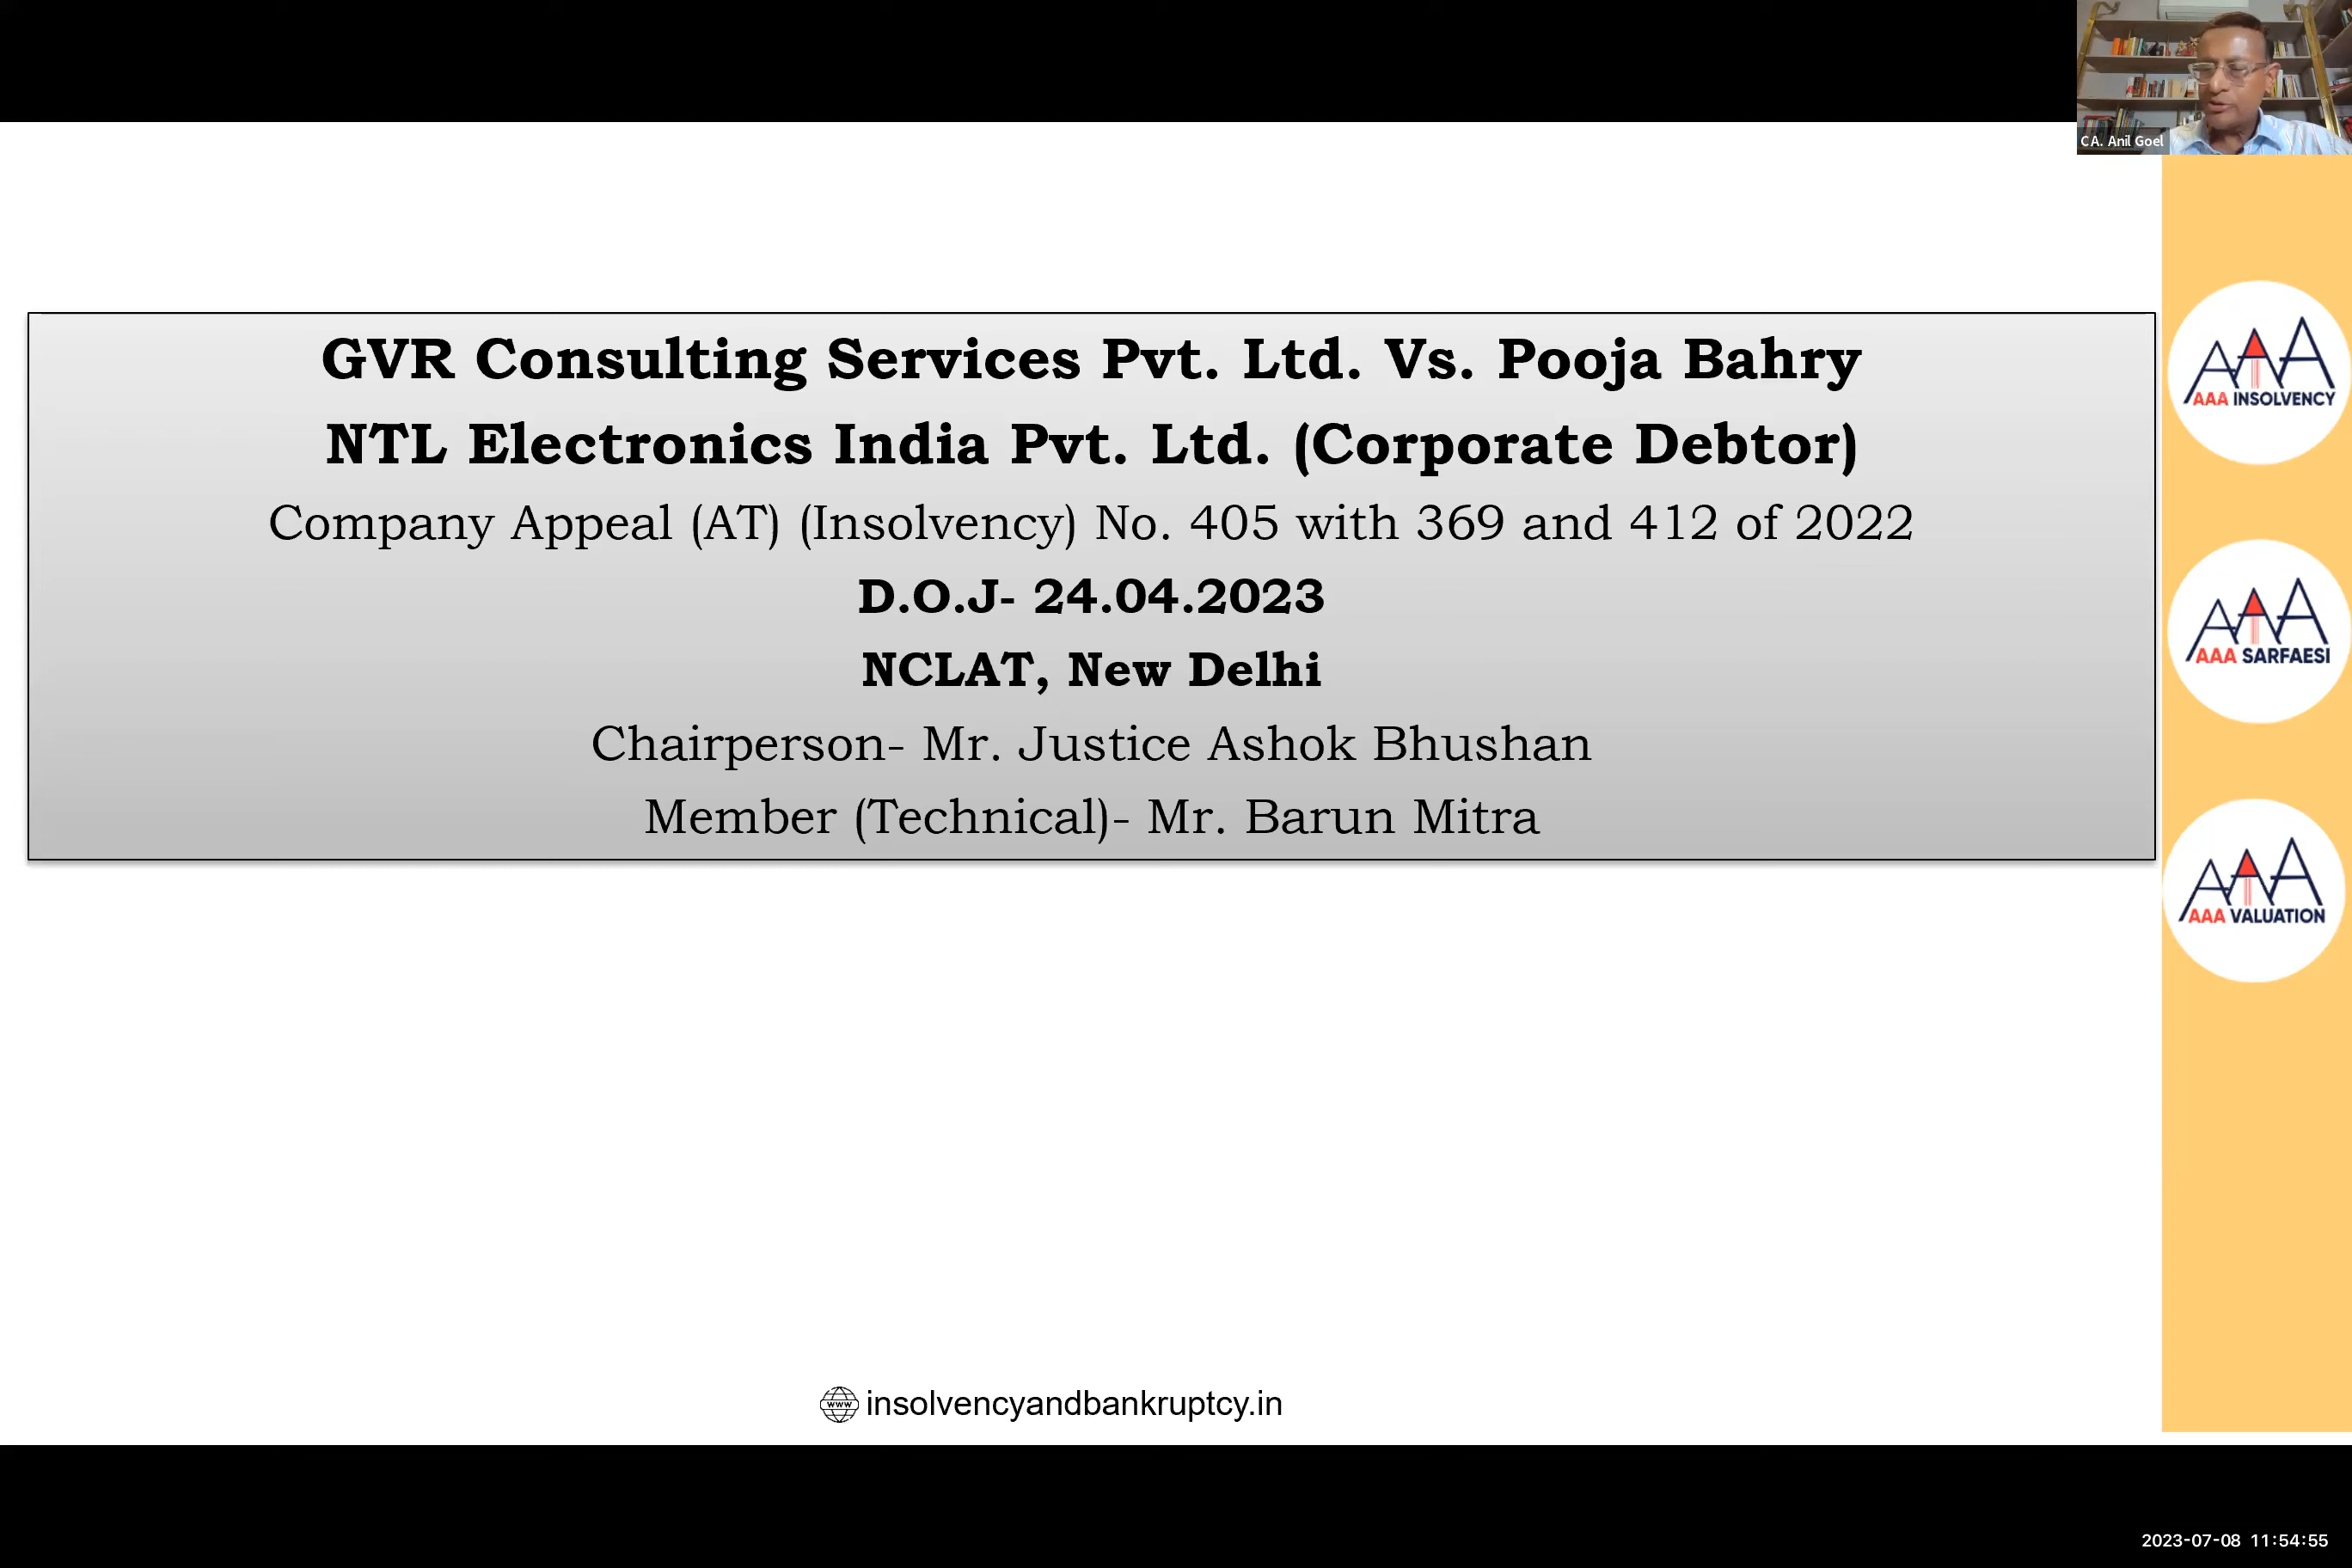 CA. Anil Goel
GVR Consulting Services Pvt. Ltd. Vs. Pooja Bahry
NTL Electronics India Pvt. Ltd. (Corporate Debtor)
Company Appeal (AT) (Insolvency) No. 405 with 369 and 412 of 2022
D.O.J- 24.04.2023
NCLAT, New Delhi
Chairperson- Mr. Justice Ashok Bhushan
Member (Technical)- Mr. Barun Mitra
AAA INSOLVENCY
AAA SARFAESI
AAA VALUATION
www insolvencyandbankruptcy.in
2023-07-08 11:54:55